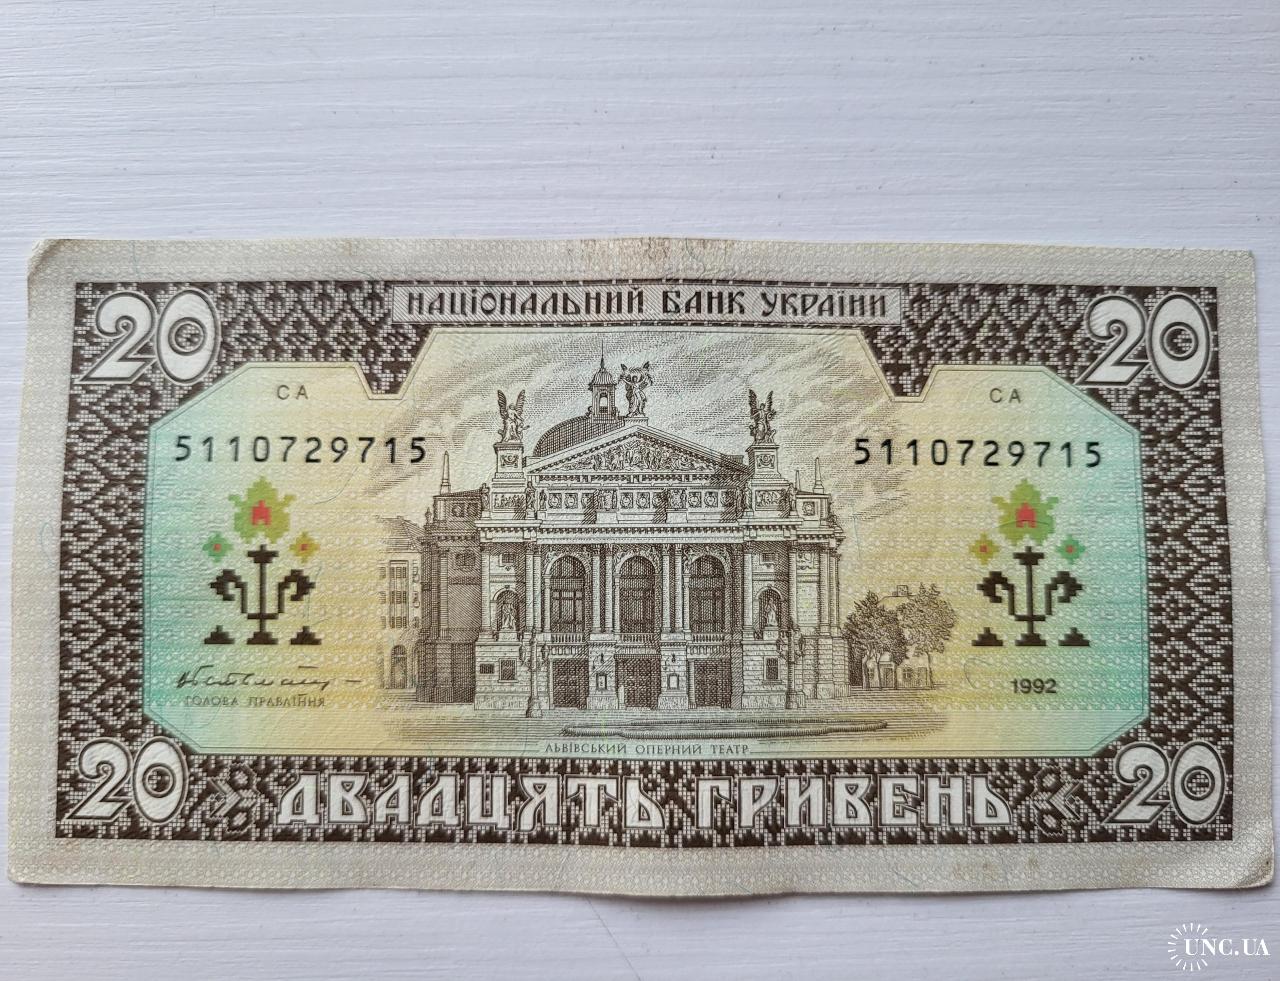 НАЦІОНАЛЬНИЙ БАНК УКРАЇНИ
20 20
СА СА
5110729715 5110729715
ГОЛОВА ПРАВЛІННЯ
1992
ЛЬВІВСЬКИЙ ОПЕРНИЙ ТЕАТР
20 ДВАДЦЯТЬ ГРИВЕНЬ 20
UNC.UA